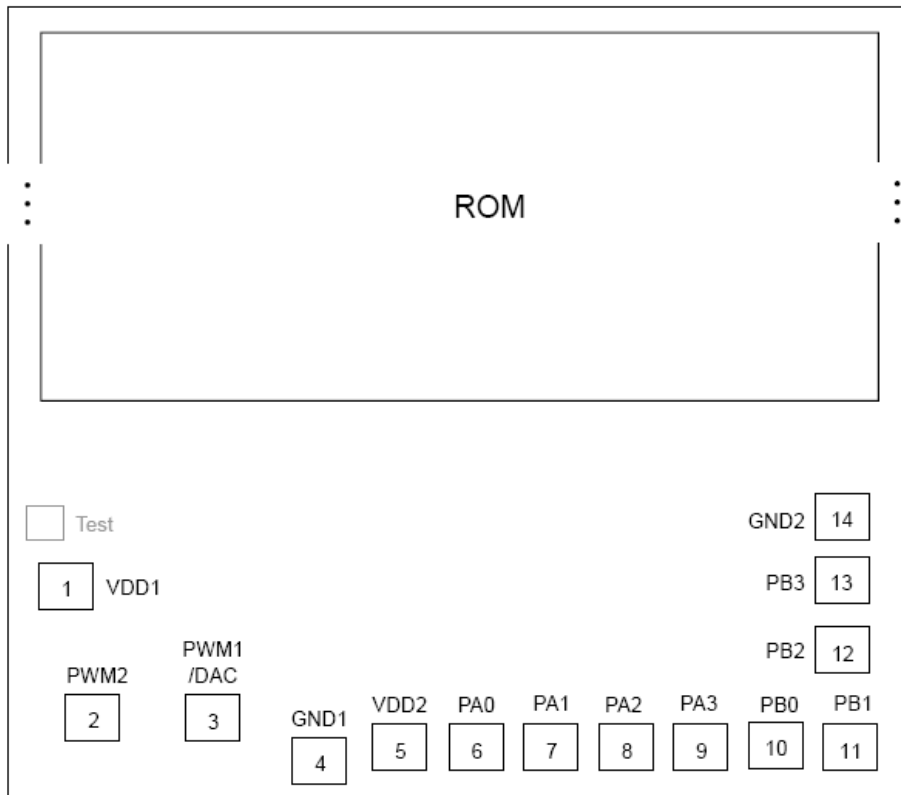 ROM
Test
GND2 14
1 VDD1
PB3 13
PB2 12
PWM1
/DAC
PWM2
2
3
GND1
4
VDD2
5
PA0
6
PA1
7
PA2
8
PA3
9
PB0
10
PB1
11